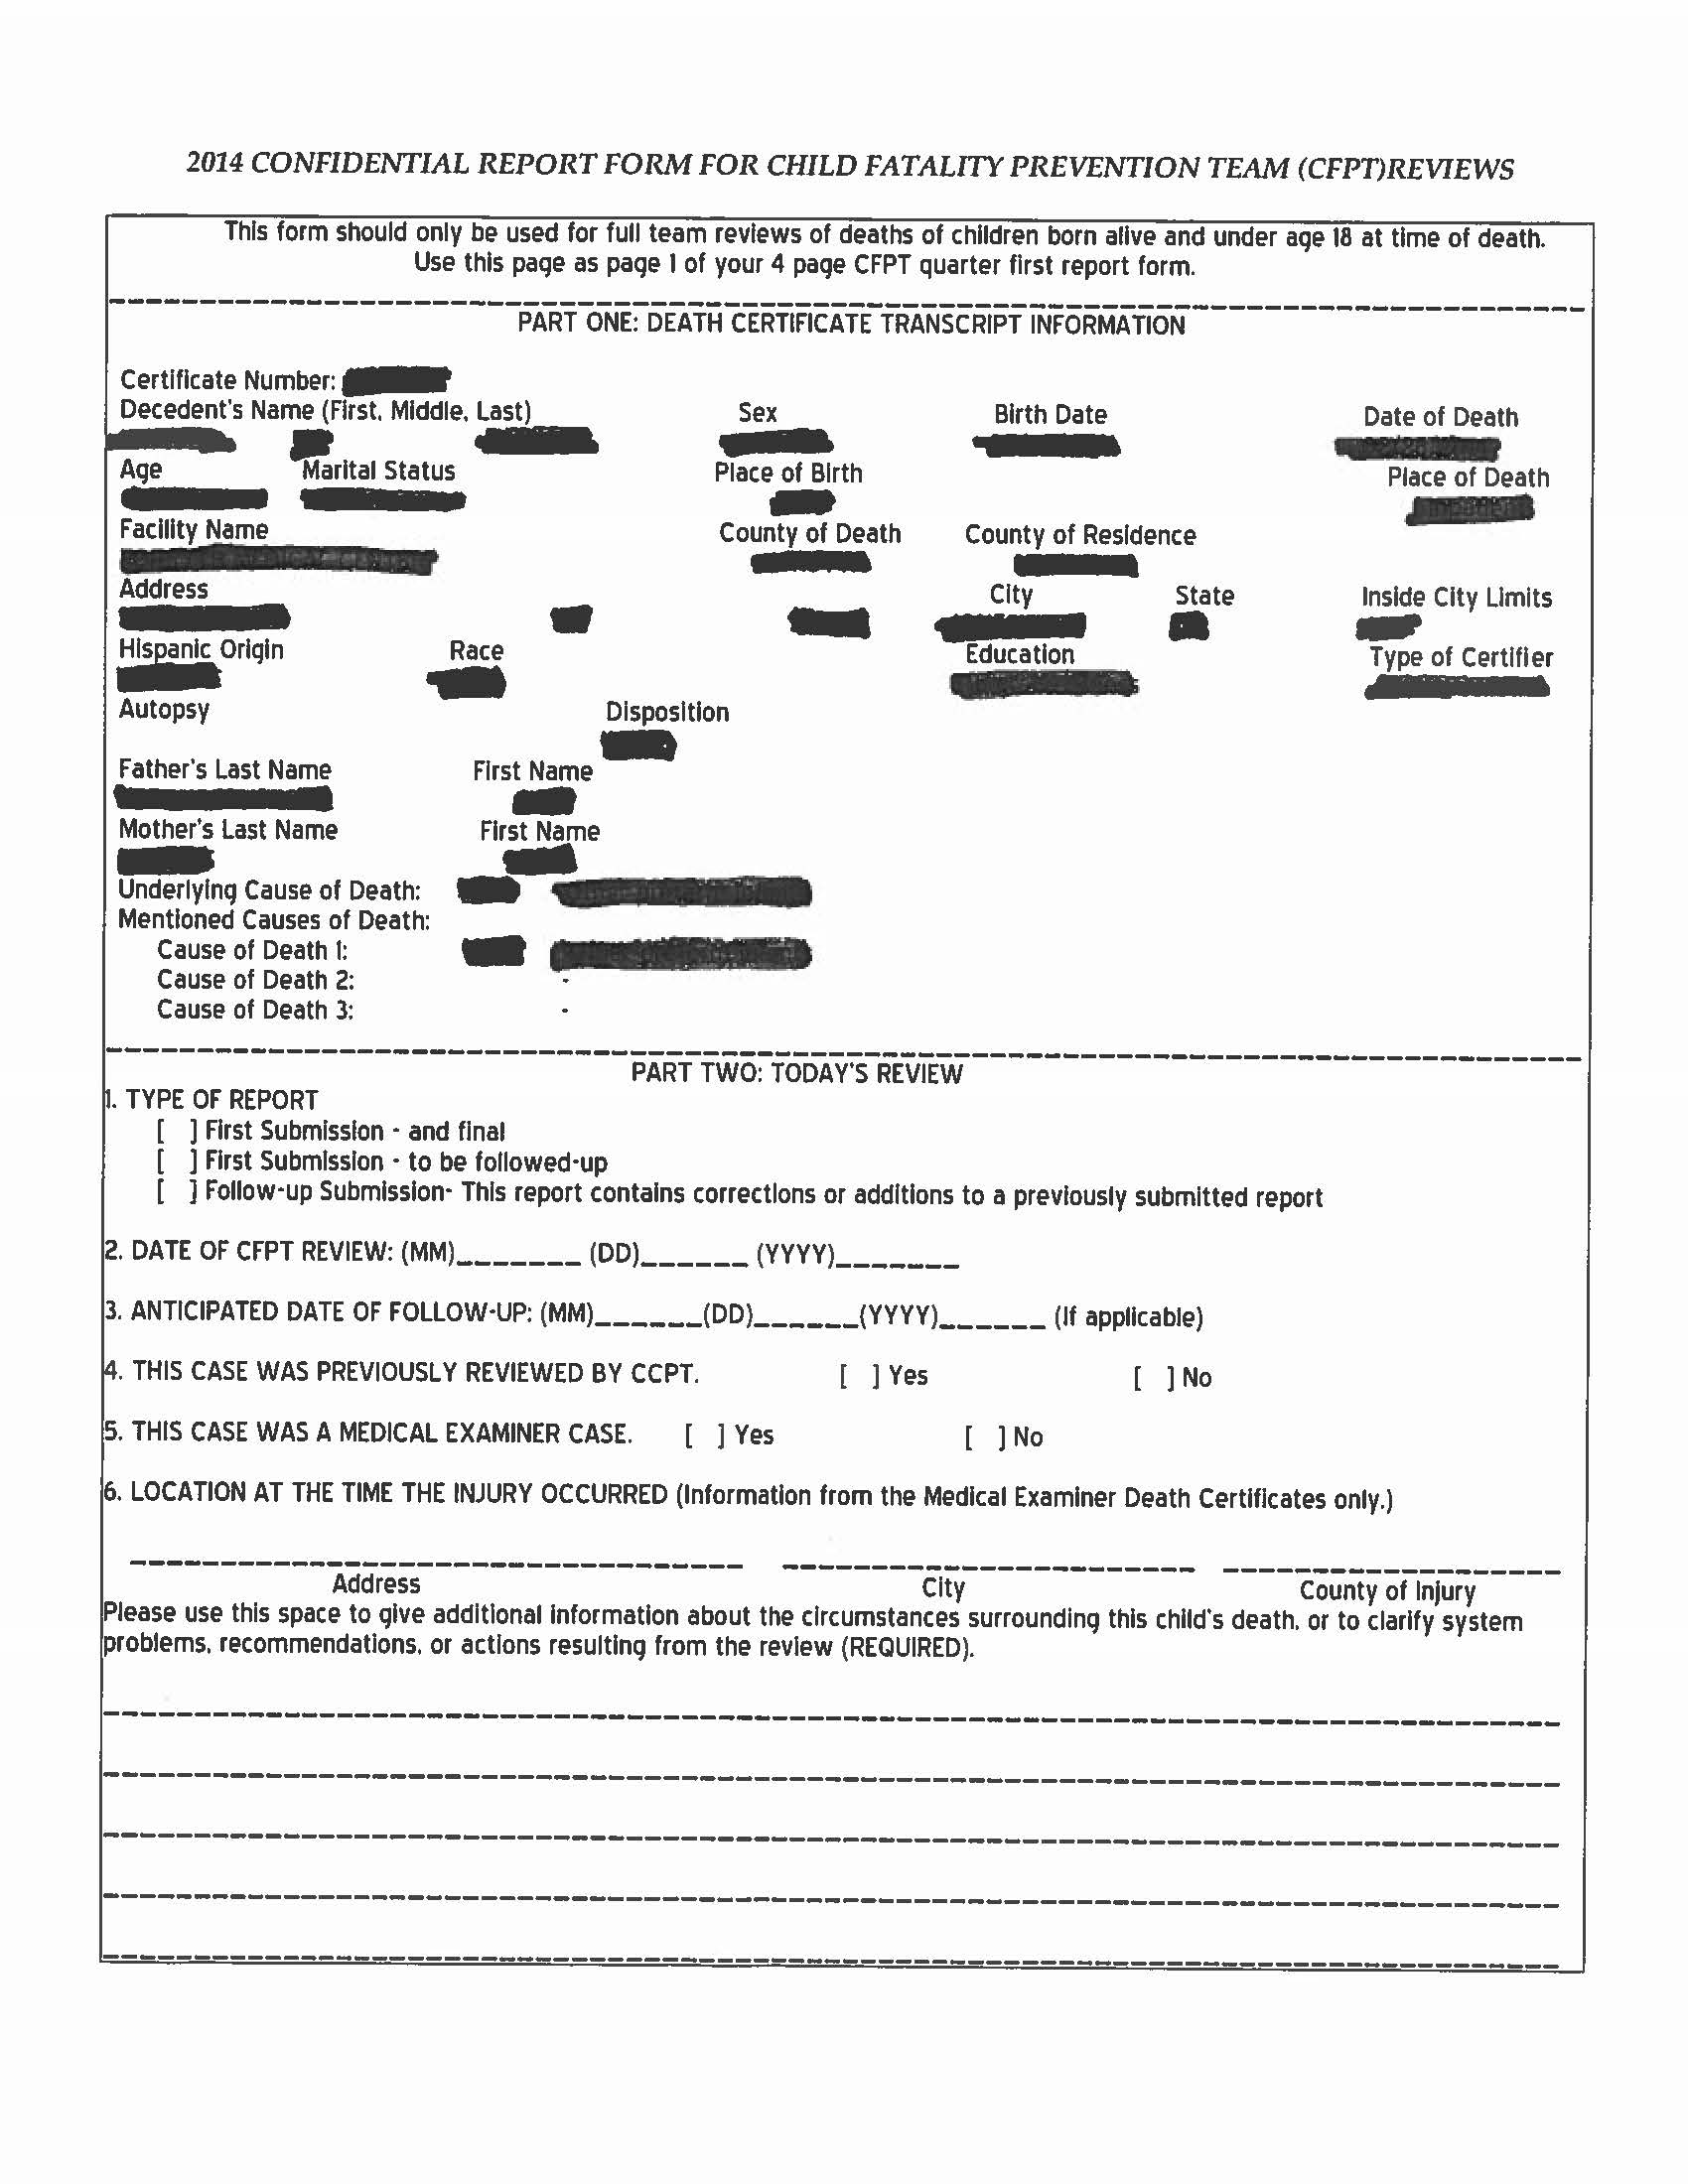 2014 CONFIDENTIAL REPORT FORM FOR CHILD FATALITY PREVENTION TEAM (CFPT)REVIEWS
This form should only be used for full team reviews of deaths of children born alive and under age 18 at time of death.
Use this page as page 1 of your 4 page CFPT quarter first report form.
PART ONE: DEATH CERTIFICATE TRANSCRIPT INFORMATION
Certificate Number:
Decedent's Name (First, Middle, Last) Sex Birth Date Date of Death
Age Marital Status Place of Birth Place of Death
Facility Name County of Death County of Residence
Address City State Inside City Limits
Hispanic Origin Race Education Type of Certifier
Autopsy Disposition
Father's Last Name First Name
Mother's Last Name First Name
Underlying Cause of Death:
Mentioned Causes of Death:
Cause of Death 1:
Cause of Death 2: -
Cause of Death 3: -
PART TWO: TODAY'S REVIEW
1. TYPE OF REPORT
[ ] First Submission - and final
[ ] First Submission - to be followed-up
[ ] Follow-up Submission- This report contains corrections or additions to a previously submitted report
2. DATE OF CFPT REVIEW: (MM)_______ (DD)______ (YYYY)_______
3. ANTICIPATED DATE OF FOLLOW-UP: (MM)______(DD)______(YYYY)______ (If applicable)
4. THIS CASE WAS PREVIOUSLY REVIEWED BY CCPT. [ ] Yes [ ] No
5. THIS CASE WAS A MEDICAL EXAMINER CASE. [ ] Yes [ ] No
6. LOCATION AT THE TIME THE INJURY OCCURRED (Information from the Medical Examiner Death Certificates only.)
Address City County of Injury
Please use this space to give additional information about the circumstances surrounding this child's death, or to clarify system
problems, recommendations, or actions resulting from the review (REQUIRED).